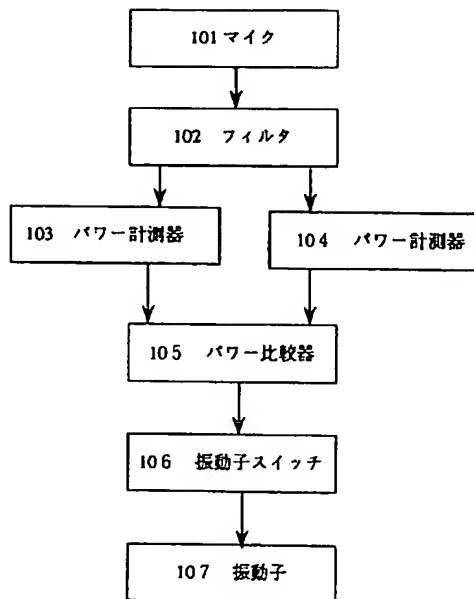 101 マイク
102 フィルタ
103 パワー計測器
104 パワー計測器
105 パワー比較器
106 振動子スイッチ
107 振動子